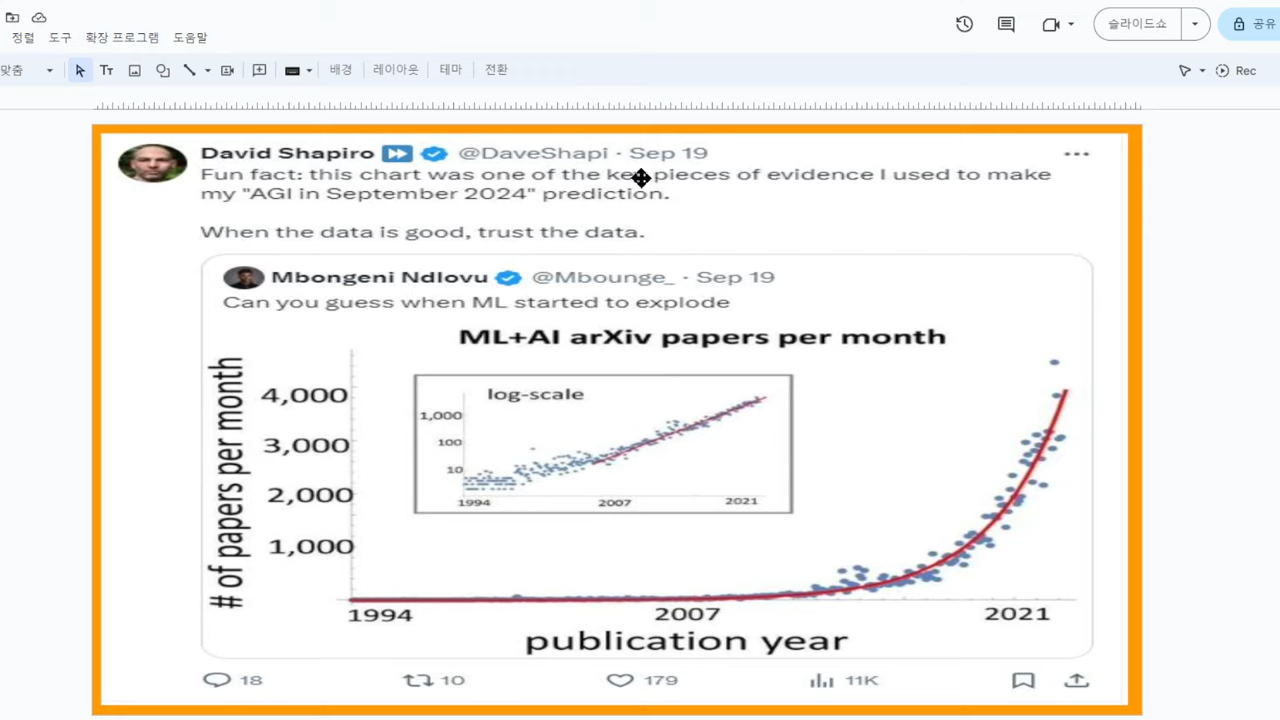 정렬 도구 확장 프로그램 도움말
슬라이드쇼
공유
맞춤
배경 레이아웃 테마 전환
Rec
David Shapiro @DaveShapi · Sep 19
Fun fact: this chart was one of the key pieces of evidence I used to make
my "AGI in September 2024" prediction.
When the data is good, trust the data.
Mbongeni Ndlovu @Mbounge_ · Sep 19
Can you guess when ML started to explode
ML+AI arXiv papers per month
# of papers per month
4,000
3,000
2,000
1,000
log-scale
1,000
100
10
1994 2007 2021
1994 2007 2021
publication year
18 10 179 11K